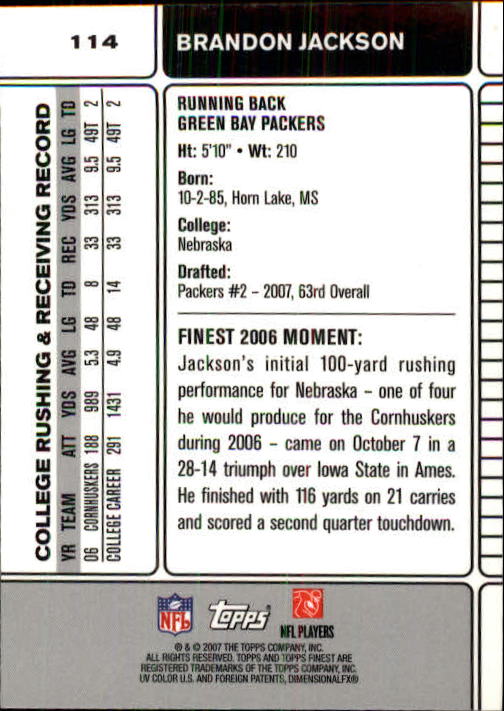 114
BRANDON JACKSON
COLLEGE RUSHING & RECEIVING RECORD
YR TEAM ATT YDS AVG LG TD REC YDS AVG LG TD
06 CORNHUSKERS 188 989 5.3 48 8 33 313 9.5 49T 2
COLLEGE CAREER 291 1431 4.9 48 14 33 313 9.5 49T 2
RUNNING BACK
GREEN BAY PACKERS
Ht: 5'10" • Wt: 210
Born:
10-2-85, Horn Lake, MS
College:
Nebraska
Drafted:
Packers #2 – 2007, 63rd Overall
FINEST 2006 MOMENT:
Jackson's initial 100-yard rushing
performance for Nebraska – one of four
he would produce for the Cornhuskers
during 2006 – came on October 7 in a
28-14 triumph over Iowa State in Ames.
He finished with 116 yards on 21 carries
and scored a second quarter touchdown.
NFL
Topps
NFL PLAYERS
® & © 2007 THE TOPPS COMPANY, INC.
ALL RIGHTS RESERVED. TOPPS AND TOPPS FINEST ARE
REGISTERED TRADEMARKS OF THE TOPPS COMPANY, INC.
UV COLOR U.S. AND FOREIGN PATENTS, DIMENSIONALFX®